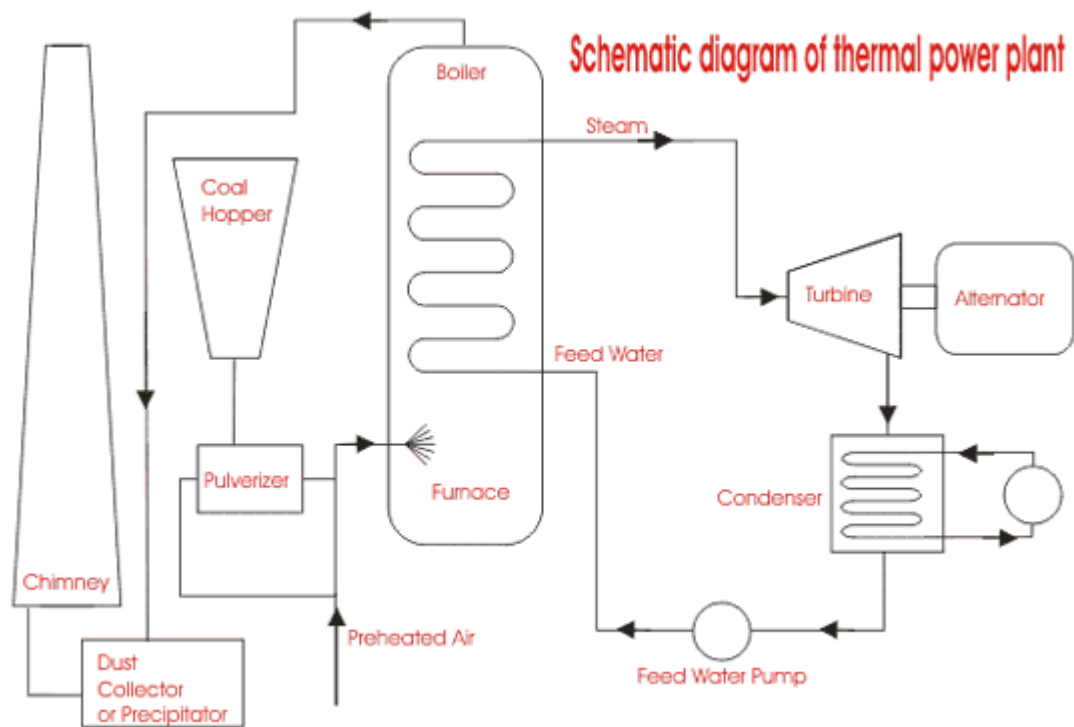 Schematic diagram of thermal power plant
Boiler
Steam
Coal
Hopper
Turbine
Alternator
Feed Water
Pulverizer
Furnace
Condenser
Chimney
Preheated Air
Feed Water Pump
Dust
Collector
or Precipitator